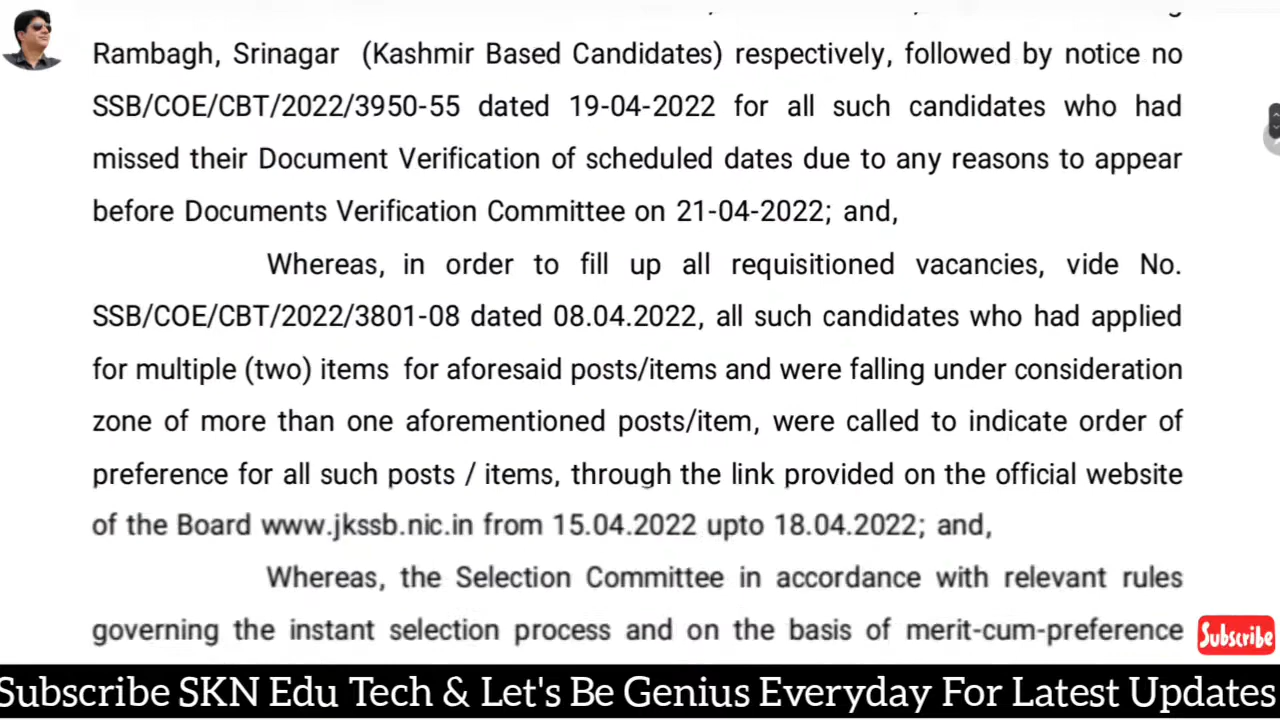 Rambagh, Srinagar (Kashmir Based Candidates) respectively, followed by notice no
SSB/COE/CBT/2022/3950-55 dated 19-04-2022 for all such candidates who had
missed their Document Verification of scheduled dates due to any reasons to appear
before Documents Verification Committee on 21-04-2022; and,
Whereas, in order to fill up all requisitioned vacancies, vide No.
SSB/COE/CBT/2022/3801-08 dated 08.04.2022, all such candidates who had applied
for multiple (two) items for aforesaid posts/items and were falling under consideration
zone of more than one aforementioned posts/item, were called to indicate order of
preference for all such posts / items, through the link provided on the official website
of the Board www.jkssb.nic.in from 15.04.2022 upto 18.04.2022; and,
Whereas, the Selection Committee in accordance with relevant rules
governing the instant selection process and on the basis of merit-cum-preference
Subscribe
Subscribe SKN Edu Tech & Let's Be Genius Everyday For Latest Updates